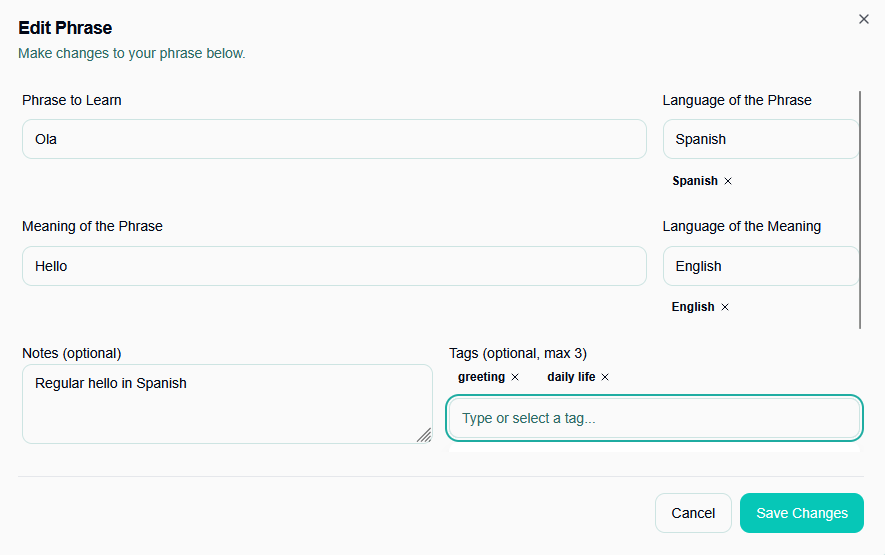 Edit Phrase
Make changes to your phrase below.
Phrase to Learn
Language of the Phrase
Ola
Spanish
Spanish
Meaning of the Phrase
Language of the Meaning
Hello
English
English
Notes (optional)
Tags (optional, max 3)
greeting
daily life
Regular hello in Spanish
Type or select a tag...
Cancel
Save Changes